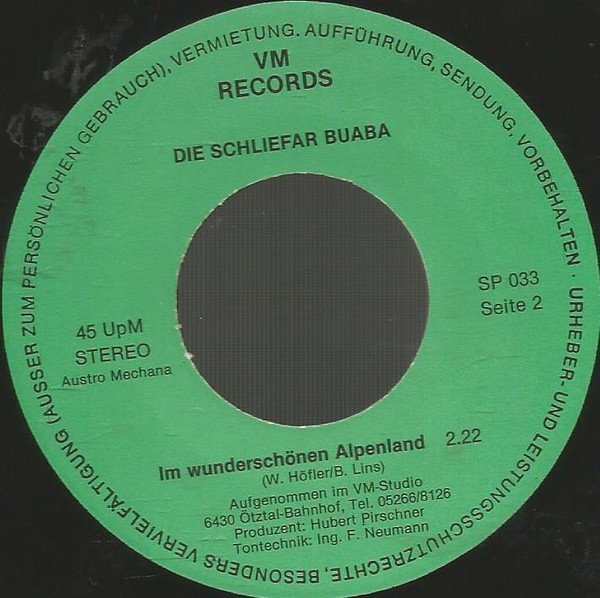 VM
RECORDS
DIE SCHLIEFAR BUABA
SP 033
Seite 2
45 UpM
STEREO
Austro Mechana
Im wunderschönen Alpenland 2.22
(W. Höfler/B. Lins)
Aufgenommen im VM-Studio
6430 Ötztal-Bahnhof, Tel. 05266/8126
Produzent: Hubert Pirschner
Tontechnik: Ing. F. Neumann
URHEBER- UND LEISTUNGSSCHUTZRECHTE, BESONDERS VERVIELFÄLTIGUNG (AUSSER ZUM PERSÖNLICHEN GEBRAUCH), VERMIETUNG. AUFFÜHRUNG, SENDUNG. VORBEHALTEN ·